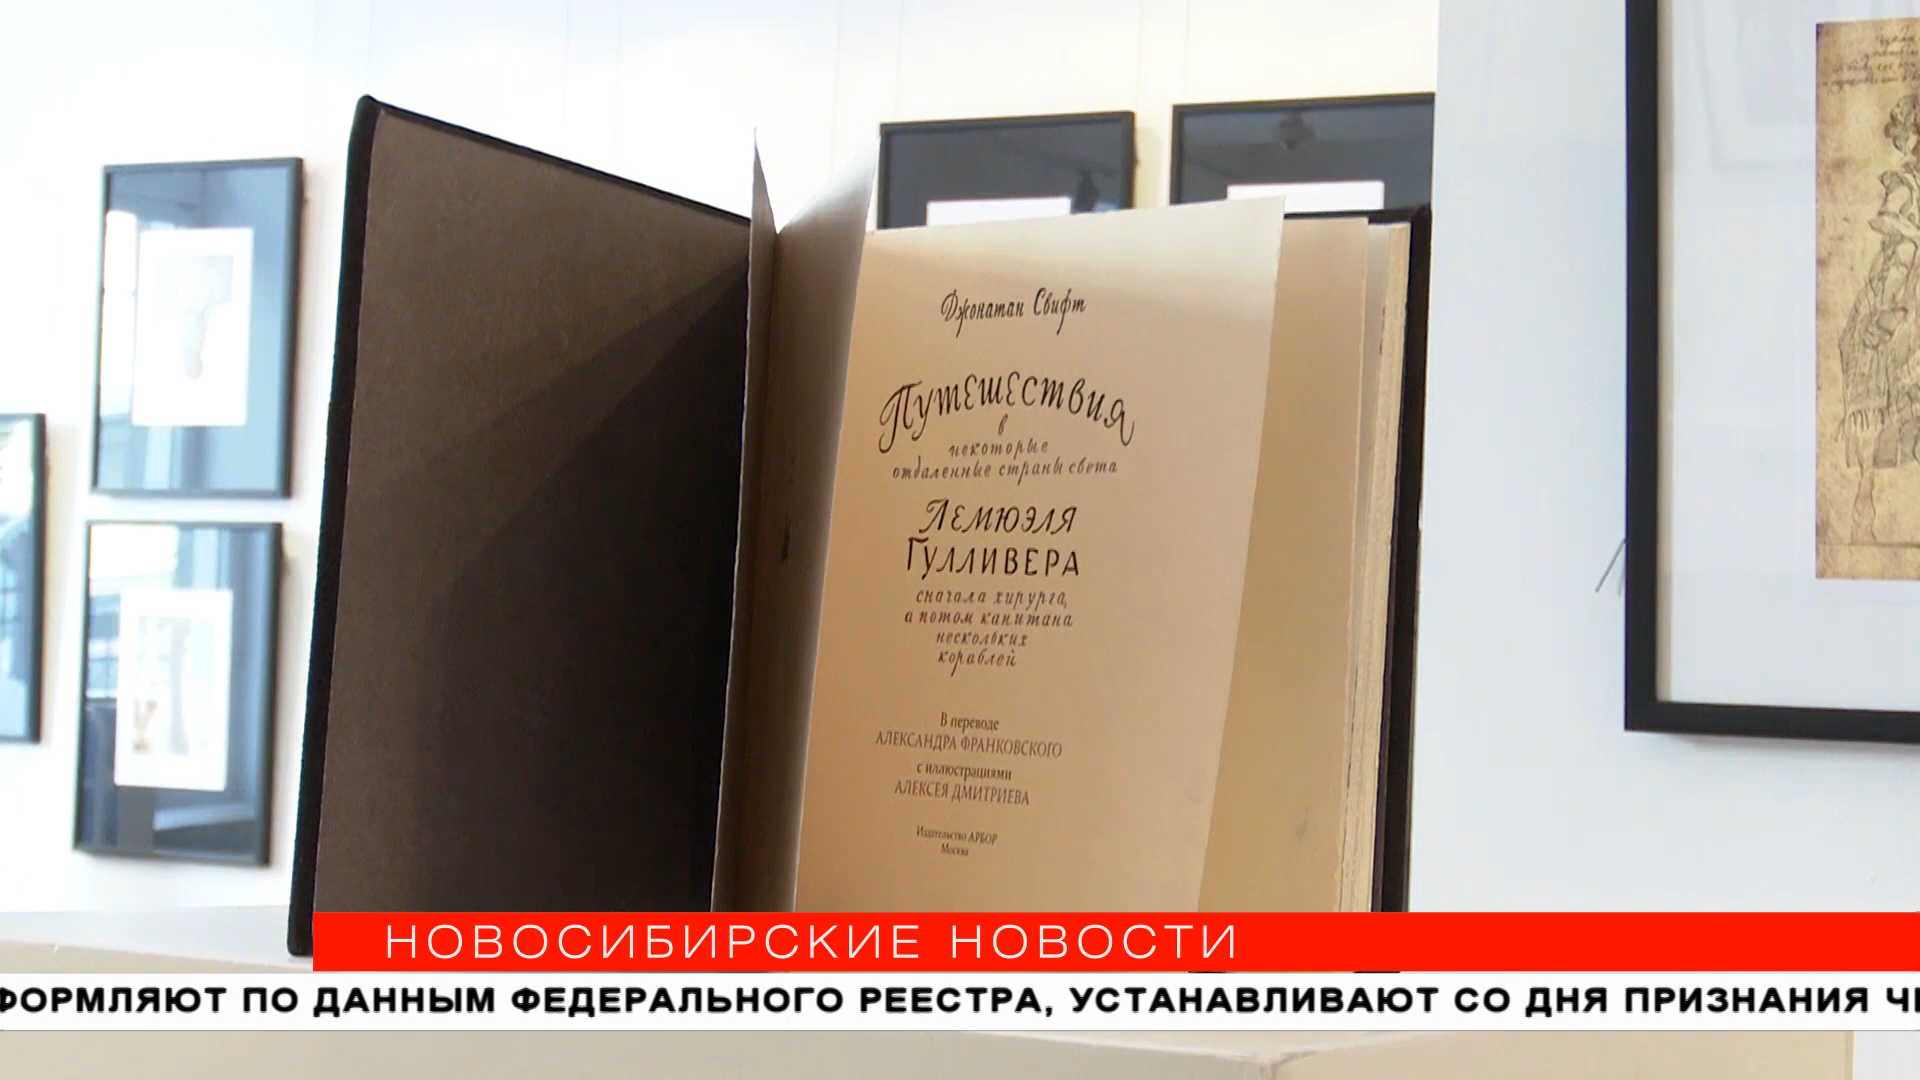 Джонатан Свифт
Путешествия
в
некоторые
отдаленные страны света
Лемюэля
Гулливера
сначала хирурга,
а потом капитана
нескольких
кораблей
В переводе
АЛЕКСАНДРА ФРАНКОВСКОГО
с иллюстрациями
АЛЕКСЕЯ ДМИТРИЕВА
Издательство АРБОР
Москва
НОВОСИБИРСКИЕ НОВОСТИ
ФОРМЛЯЮТ ПО ДАННЫМ ФЕДЕРАЛЬНОГО РЕЕСТРА, УСТАНАВЛИВАЮТ СО ДНЯ ПРИЗНАНИЯ